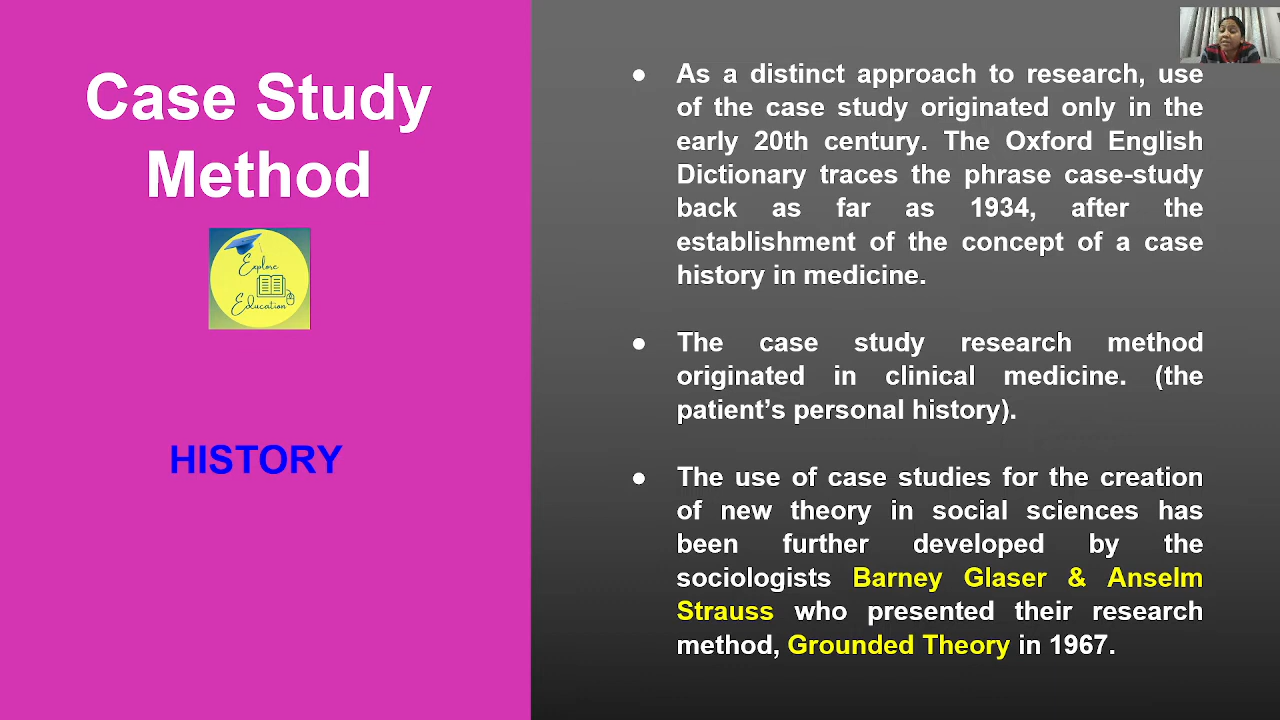 Case Study
Method
Explore
Education
HISTORY
● As a distinct approach to research, use
of the case study originated only in the
early 20th century. The Oxford English
Dictionary traces the phrase case-study
back as far as 1934, after the
establishment of the concept of a case
history in medicine.
● The case study research method
originated in clinical medicine. (the
patient’s personal history).
● The use of case studies for the creation
of new theory in social sciences has
been further developed by the
sociologists Barney Glaser & Anselm
Strauss who presented their research
method, Grounded Theory in 1967.